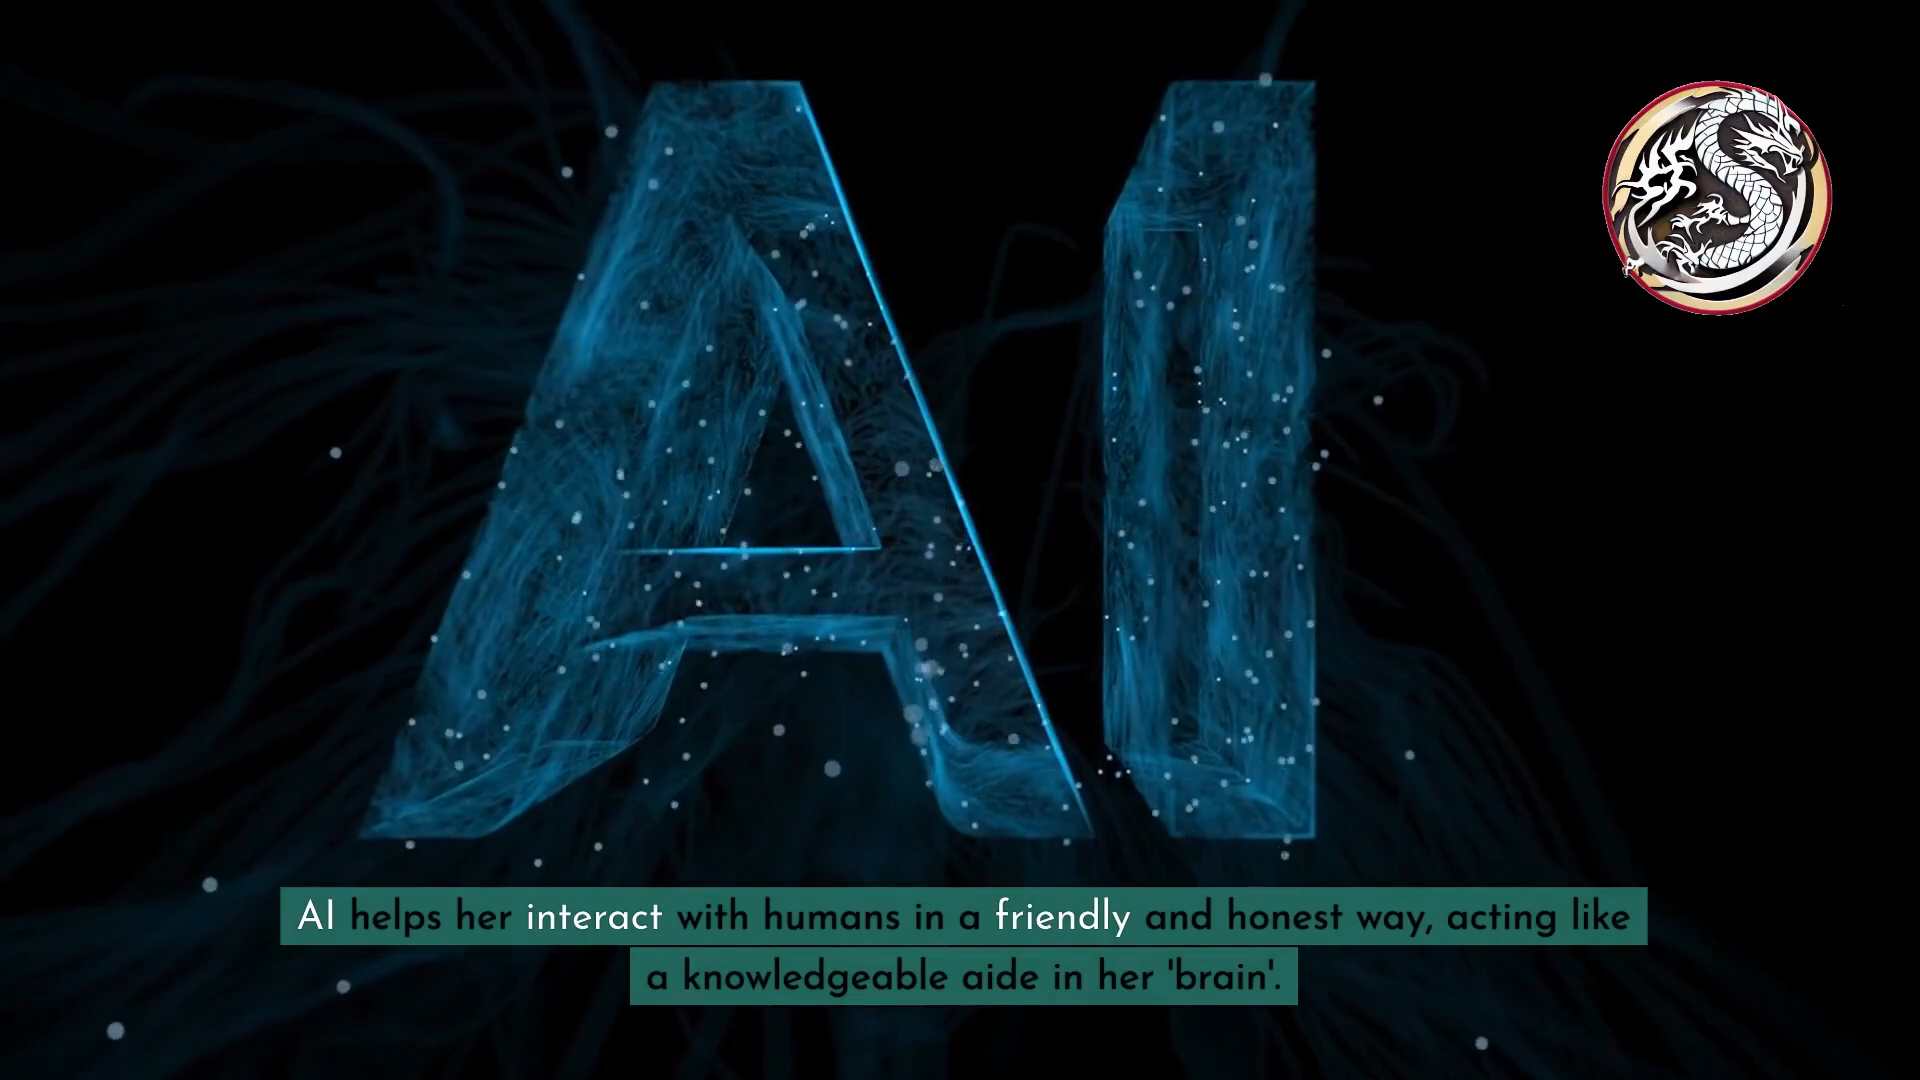 AI
AI helps her interact with humans in a friendly and honest way, acting like
a knowledgeable aide in her 'brain'.